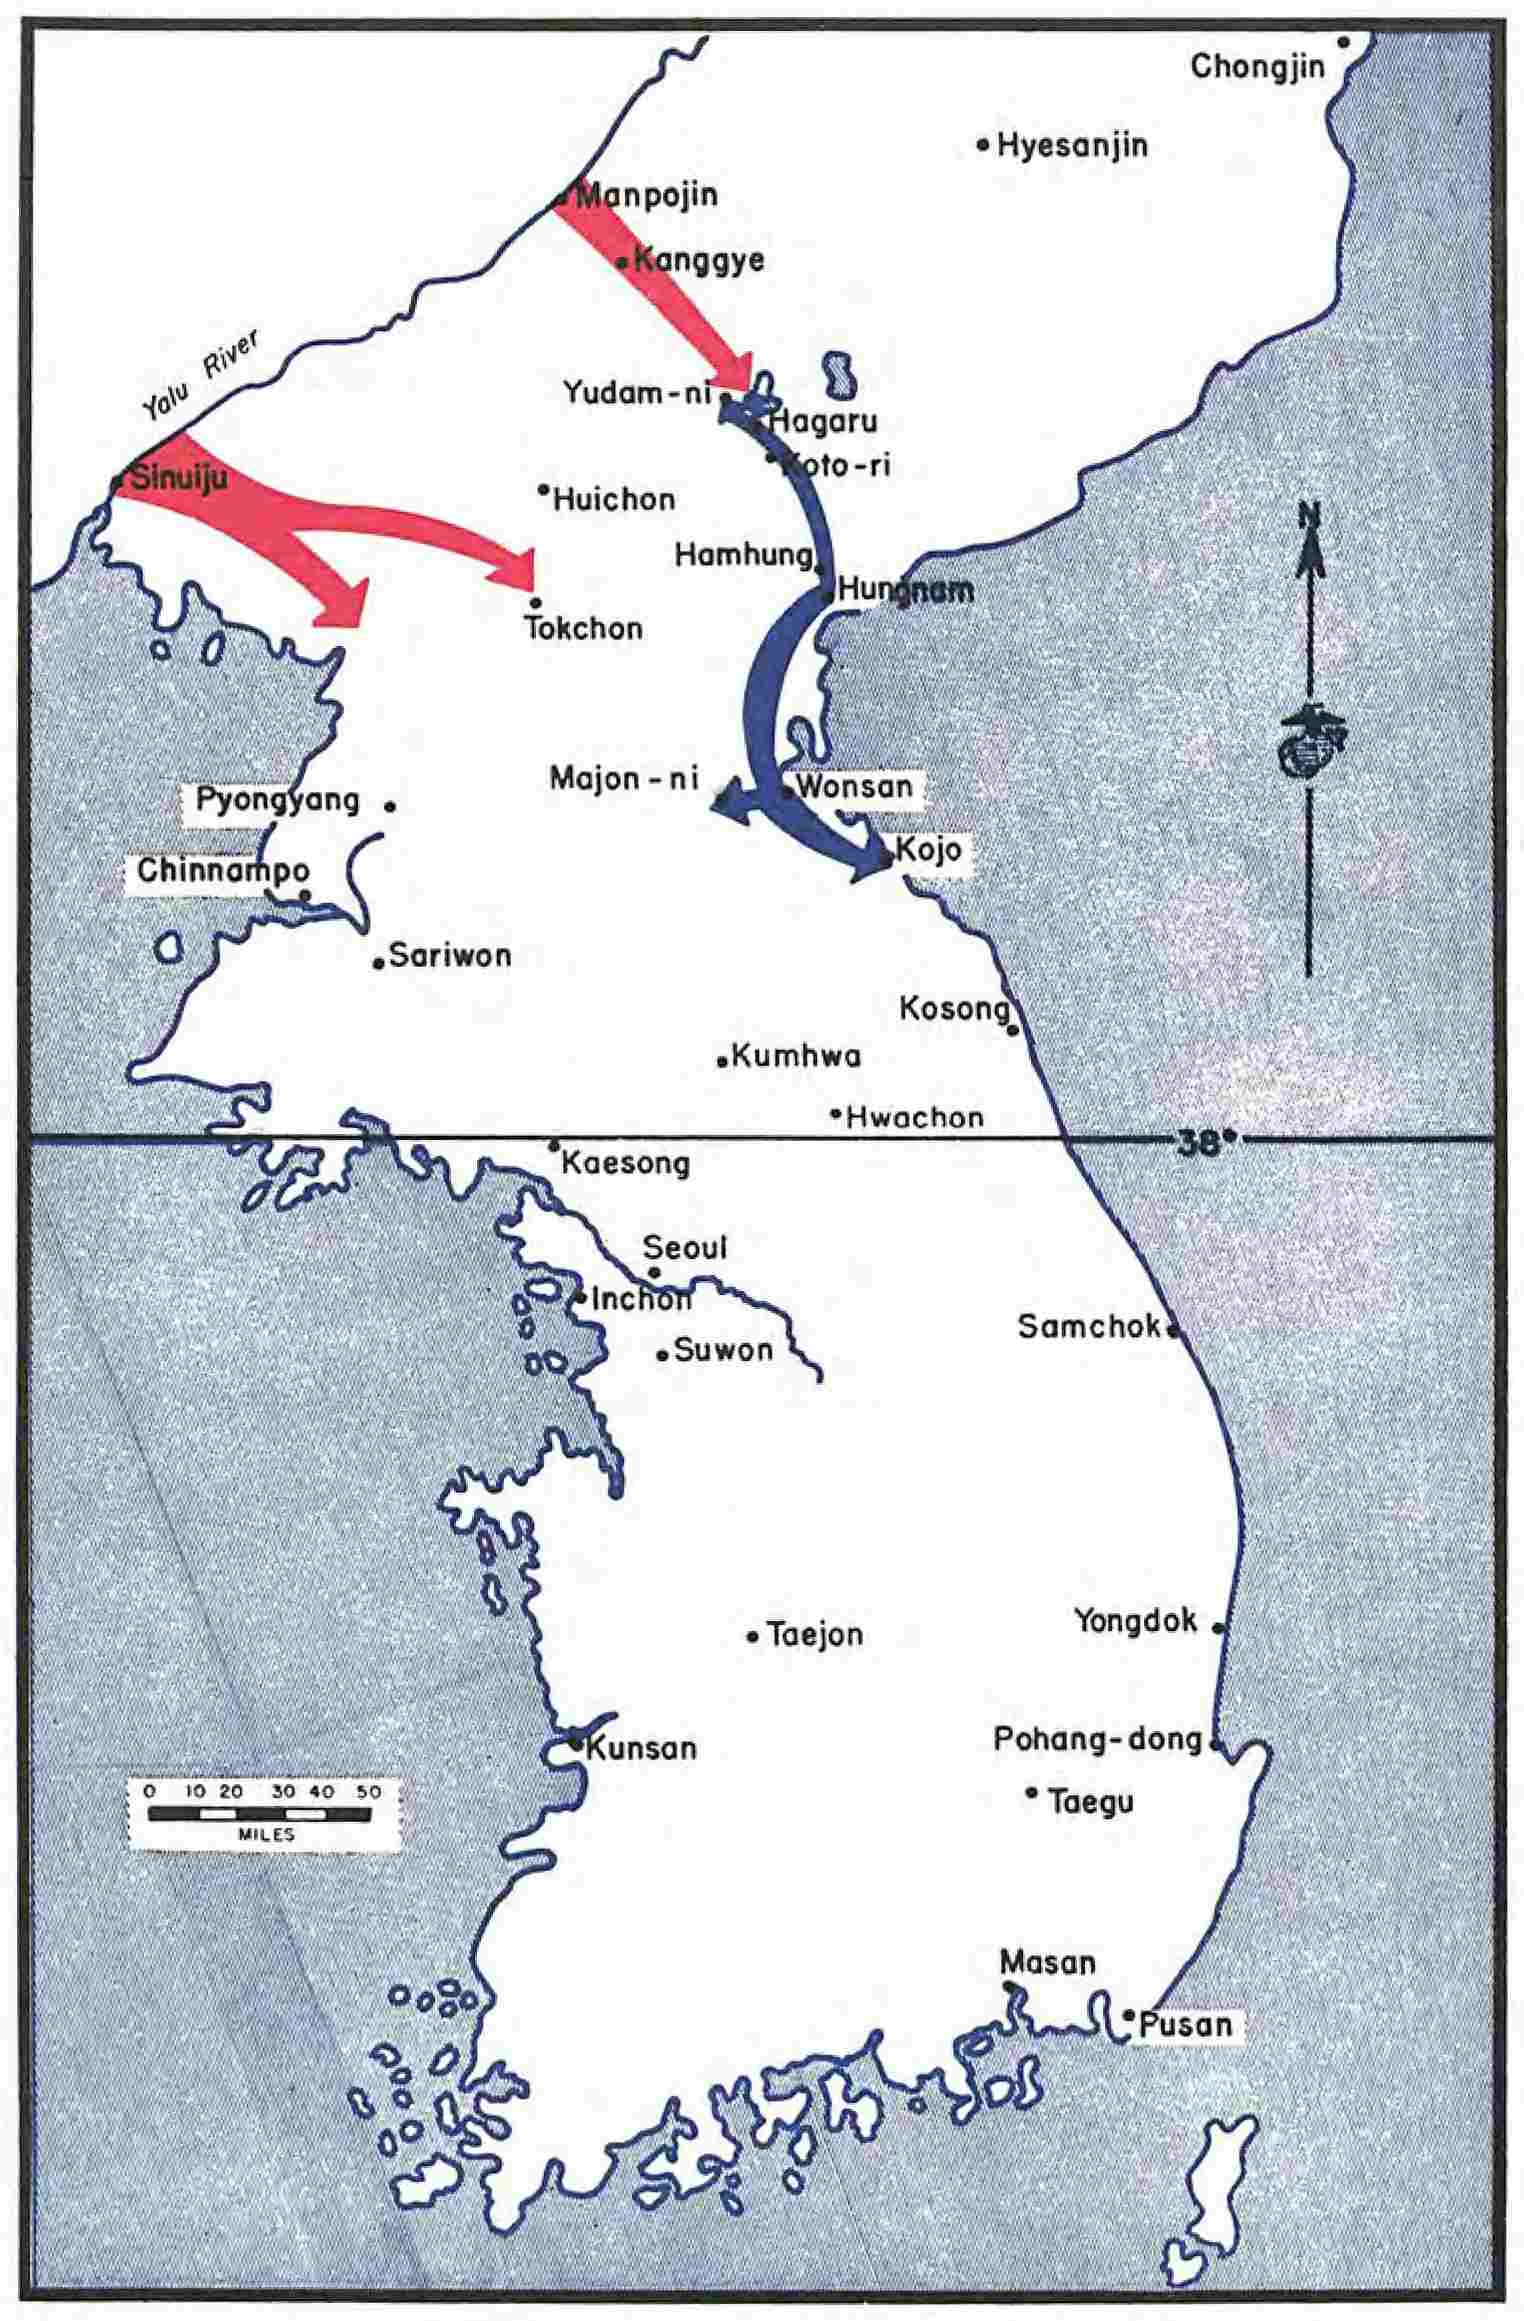 Chongjin
Hyesanjin
Manpojin
Kanggye
Yalu River
Yudam-ni
Hagaru
Koto-ri
Sinuiju
Huichon
N
Hamhung
Hungnam
Tokchon
Majon-ni
Wonsan
Pyongyang
Kojo
Chinnampo
Sariwon
Kosong
Kumhwa
Hwachon
38°
Kaesong
Seoul
Inchon
Samchok
Suwon
Yongdok
Taejon
Pohang-dong
Kunsan
0 10 20 30 40 50
MILES
Taegu
Masan
Pusan